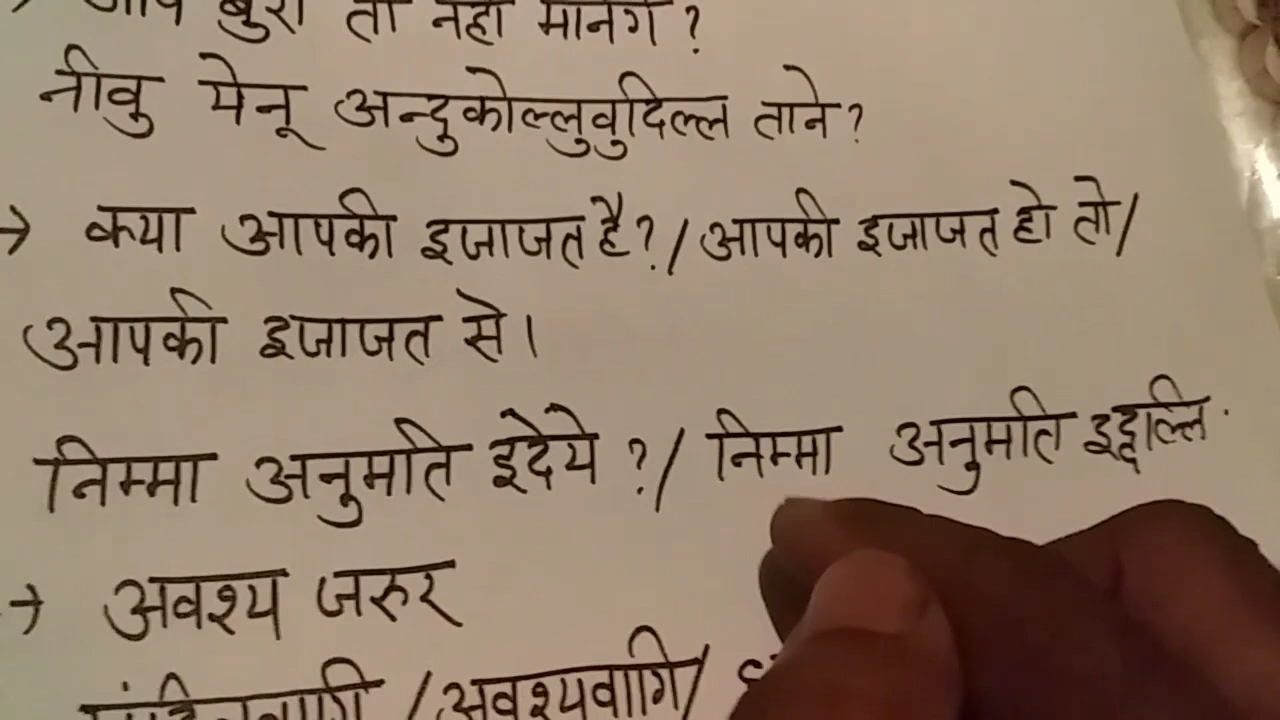 बुरा तो नहीं मानेंगे?
नीवु येनू अन्दुकोल्लुवुदिल्ल ताने?
→ क्या आपकी इजाजत है?/आपकी इजाजत हो तो/
आपकी इजाजत से।
निम्मा अनुमति इदेये ?/ निम्मा अनुमति इद्दल्लि
→ अवश्य जरुर
/अवश्यवागि/